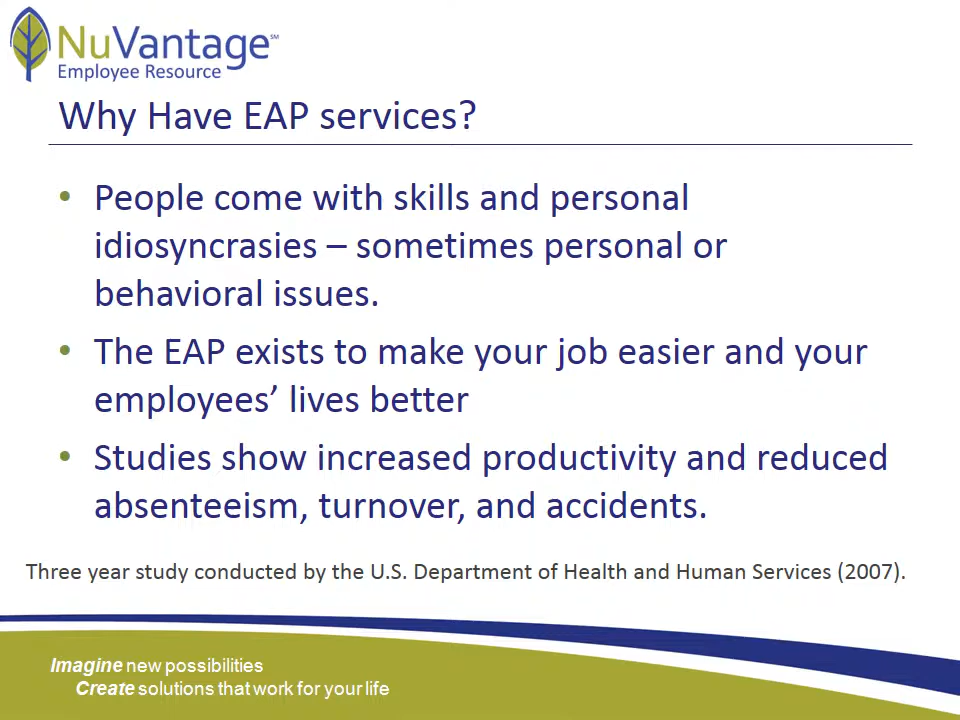 NuVantage℠
Employee Resource
Why Have EAP services?
• People come with skills and personal
idiosyncrasies – sometimes personal or
behavioral issues.
• The EAP exists to make your job easier and your
employees’ lives better
• Studies show increased productivity and reduced
absenteeism, turnover, and accidents.
Three year study conducted by the U.S. Department of Health and Human Services (2007).
Imagine new possibilities
Create solutions that work for your life